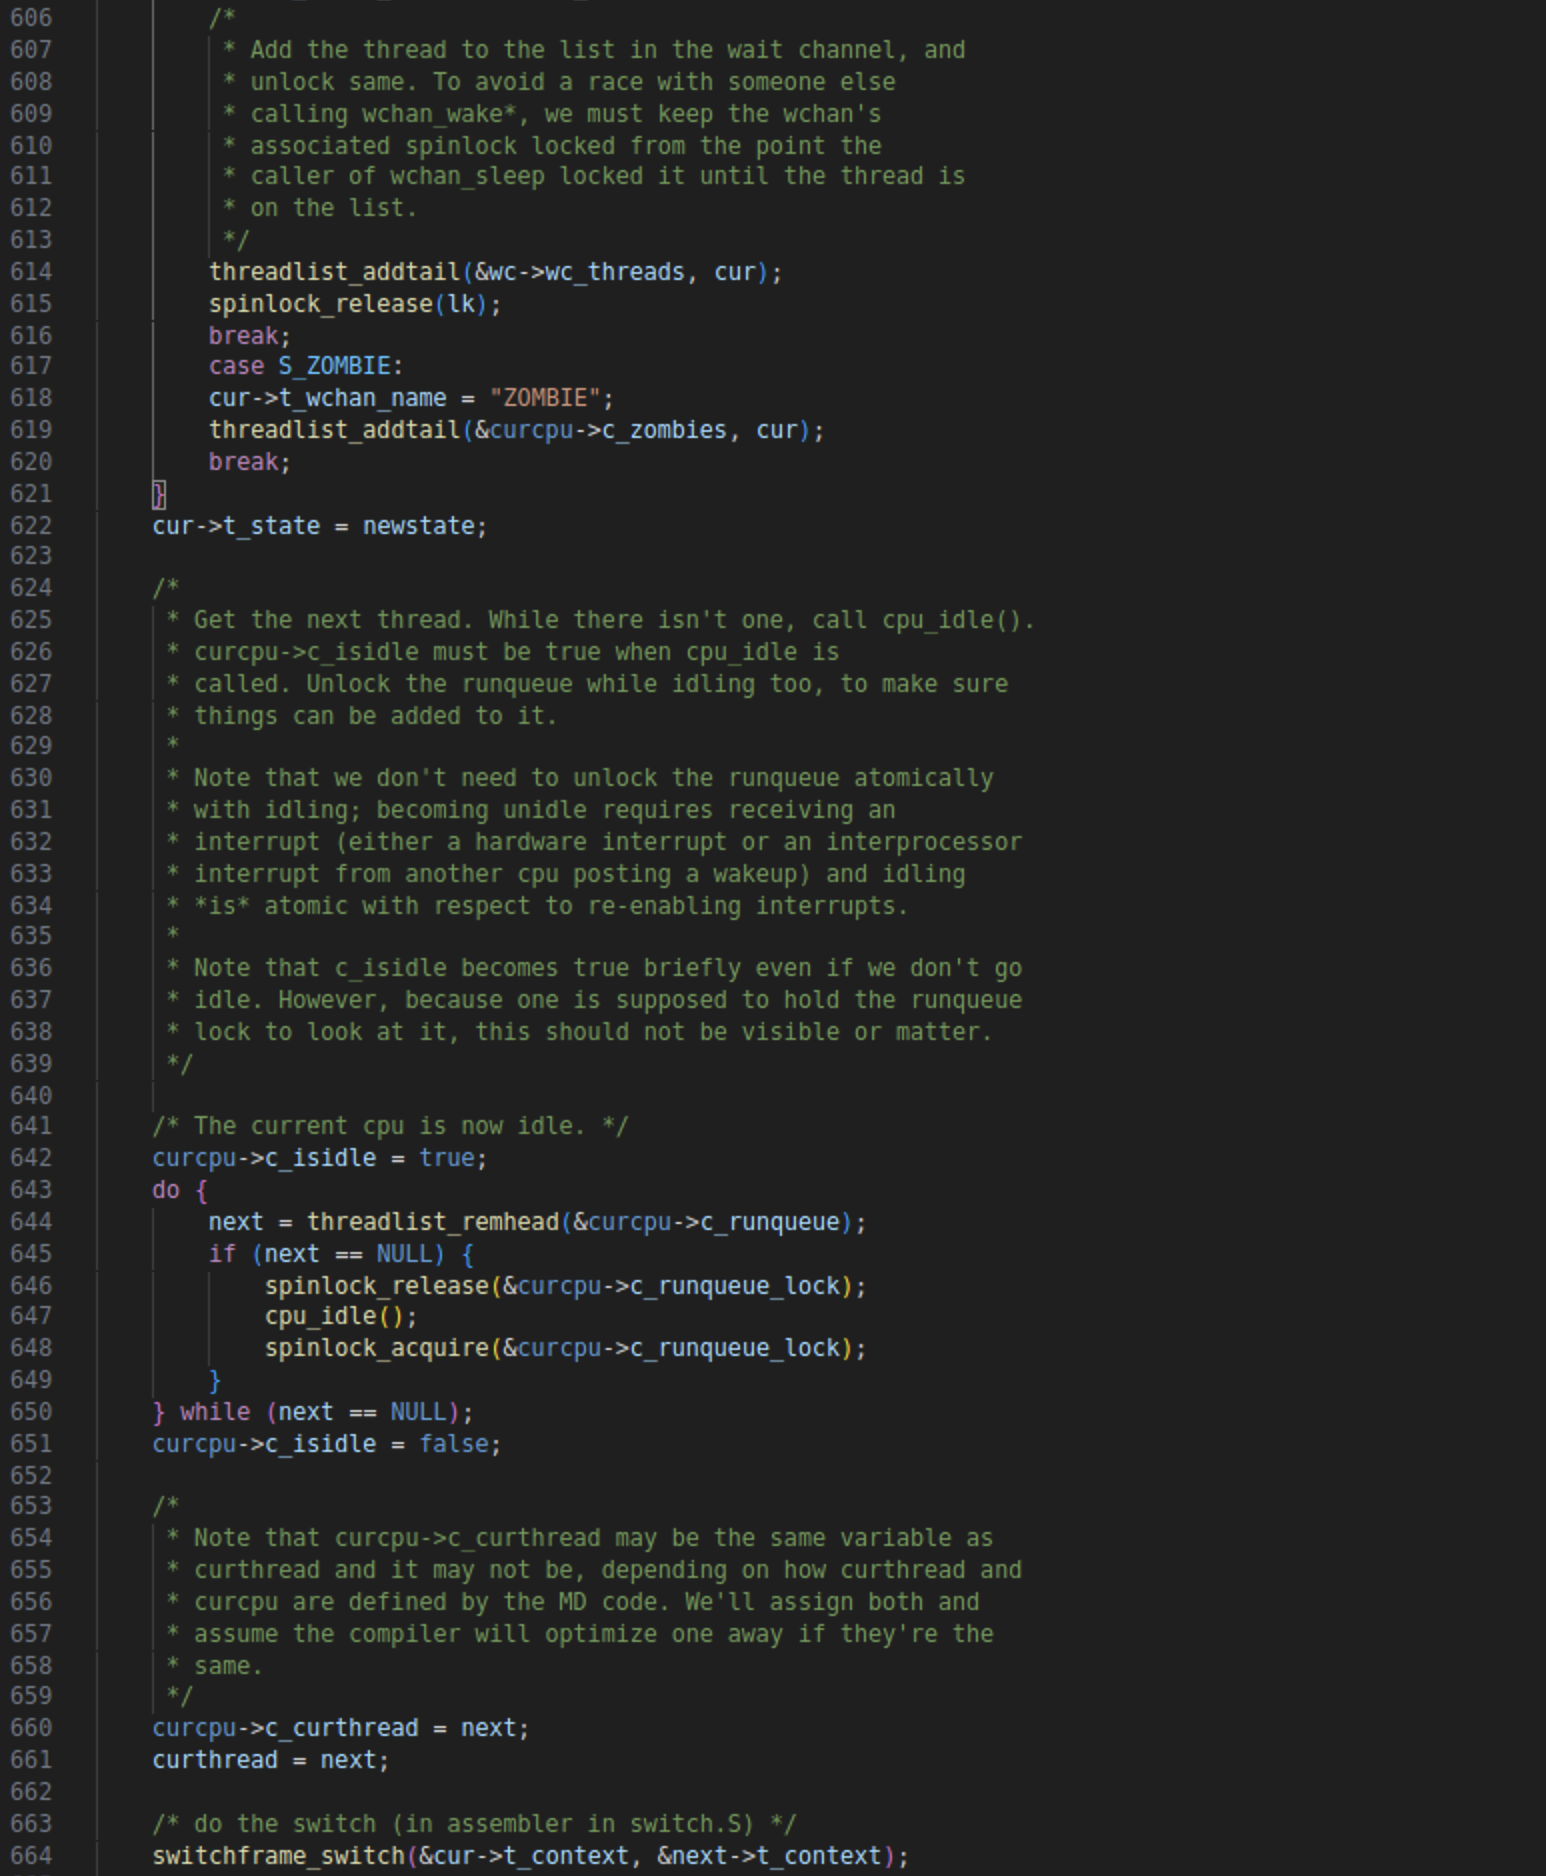 606 /*
607 * Add the thread to the list in the wait channel, and
608 * unlock same. To avoid a race with someone else
609 * calling wchan_wake*, we must keep the wchan's
610 * associated spinlock locked from the point the
611 * caller of wchan_sleep locked it until the thread is
612 * on the list.
613 */
614 threadlist_addtail(&wc->wc_threads, cur);
615 spinlock_release(lk);
616 break;
617 case S_ZOMBIE:
618 cur->t_wchan_name = "ZOMBIE";
619 threadlist_addtail(&curcpu->c_zombies, cur);
620 break;
621 }
622 cur->t_state = newstate;
623
624 /*
625 * Get the next thread. While there isn't one, call cpu_idle().
626 * curcpu->c_isidle must be true when cpu_idle is
627 * called. Unlock the runqueue while idling too, to make sure
628 * things can be added to it.
629 *
630 * Note that we don't need to unlock the runqueue atomically
631 * with idling; becoming unidle requires receiving an
632 * interrupt (either a hardware interrupt or an interprocessor
633 * interrupt from another cpu posting a wakeup) and idling
634 * *is* atomic with respect to re-enabling interrupts.
635 *
636 * Note that c_isidle becomes true briefly even if we don't go
637 * idle. However, because one is supposed to hold the runqueue
638 * lock to look at it, this should not be visible or matter.
639 */
640
641 /* The current cpu is now idle. */
642 curcpu->c_isidle = true;
643 do {
644 next = threadlist_remhead(&curcpu->c_runqueue);
645 if (next == NULL) {
646 spinlock_release(&curcpu->c_runqueue_lock);
647 cpu_idle();
648 spinlock_acquire(&curcpu->c_runqueue_lock);
649 }
650 } while (next == NULL);
651 curcpu->c_isidle = false;
652
653 /*
654 * Note that curcpu->c_curthread may be the same variable as
655 * curthread and it may not be, depending on how curthread and
656 * curcpu are defined by the MD code. We'll assign both and
657 * assume the compiler will optimize one away if they're the
658 * same.
659 */
660 curcpu->c_curthread = next;
661 curthread = next;
662
663 /* do the switch (in assembler in switch.S) */
664 switchframe_switch(&cur->t_context, &next->t_context);